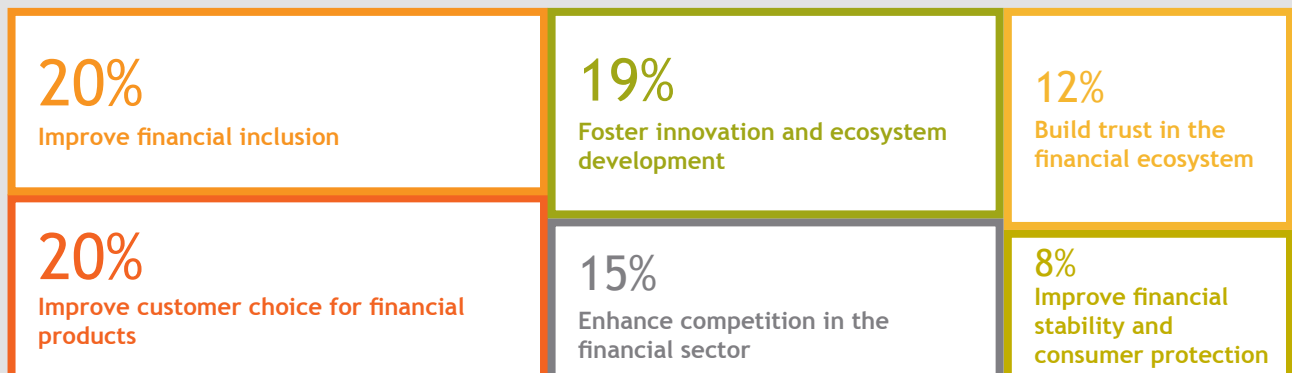 20%
Improve financial inclusion
19%
Foster innovation and ecosystem
development
12%
Build trust in the
financial ecosystem
20%
Improve customer choice for financial
products
15%
Enhance competition in the
financial sector
8%
Improve financial
stability and
consumer protection